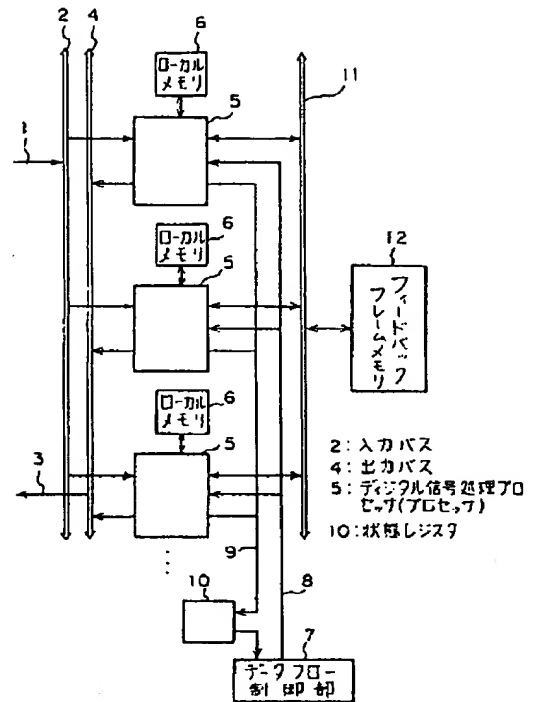 2
4
6
ローカル
メモリ
5
11
1
6
ローカル
メモリ
5
12
フィードバック
フレームメモリ
6
ローカル
メモリ
5
3
2:入力バス
4:出力バス
5:ディジタル信号処理プロ
セッサ(プロセッサ)
10:状態レジスタ
9
8
10
7
データフロー
制御部